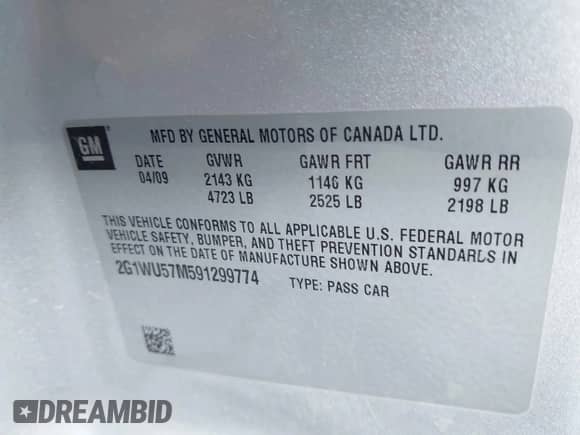 GM
MFD BY GENERAL MOTORS OF CANADA LTD.
DATE GVWR GAWR FRT GAWR RR
04/09 2143 KG 1146 KG 997 KG
4723 LB 2525 LB 2198 LB
THIS VEHICLE CONFORMS TO ALL APPLICABLE U.S. FEDERAL MOTOR
VEHICLE SAFETY, BUMPER, AND THEFT PREVENTION STANDARDS IN
EFFECT ON THE DATE OF MANUFACTURE SHOWN ABOVE.
2G1WU57M591299774 TYPE: PASS CAR
DREAMBID